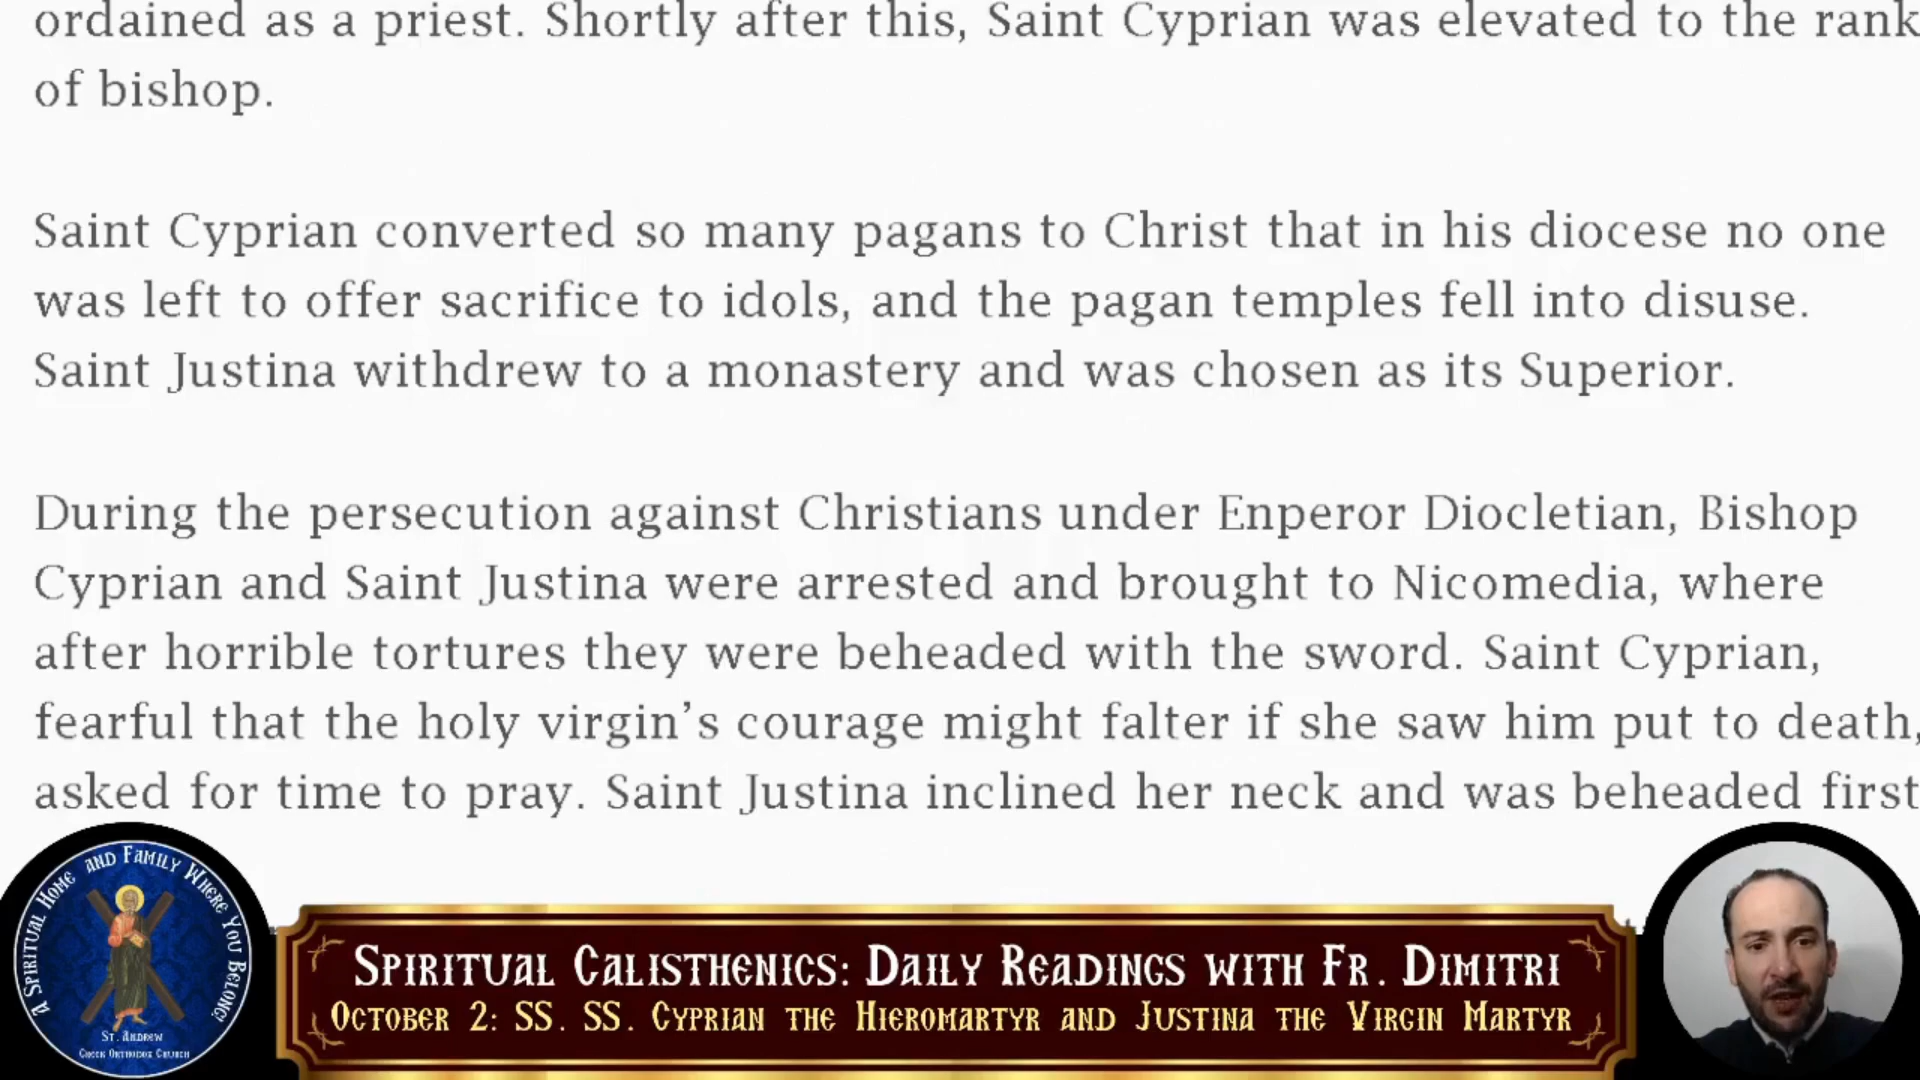 ordained as a priest. Shortly after this, Saint Cyprian was elevated to the rank
of bishop.
Saint Cyprian converted so many pagans to Christ that in his diocese no one
was left to offer sacrifice to idols, and the pagan temples fell into disuse.
Saint Justina withdrew to a monastery and was chosen as its Superior.
During the persecution against Christians under Enperor Diocletian, Bishop
Cyprian and Saint Justina were arrested and brought to Nicomedia, where
after horrible tortures they were beheaded with the sword. Saint Cyprian,
fearful that the holy virgin’s courage might falter if she saw him put to death,
asked for time to pray. Saint Justina inclined her neck and was beheaded first
A Spiritual Home and Family Where You Belong!
St. Andrew
Greek Orthodox Church
Spiritual Calisthenics: Daily Readings with Fr. Dimitri
October 2: SS. SS. Cyprian the Hieromartyr and Justina the Virgin Martyr